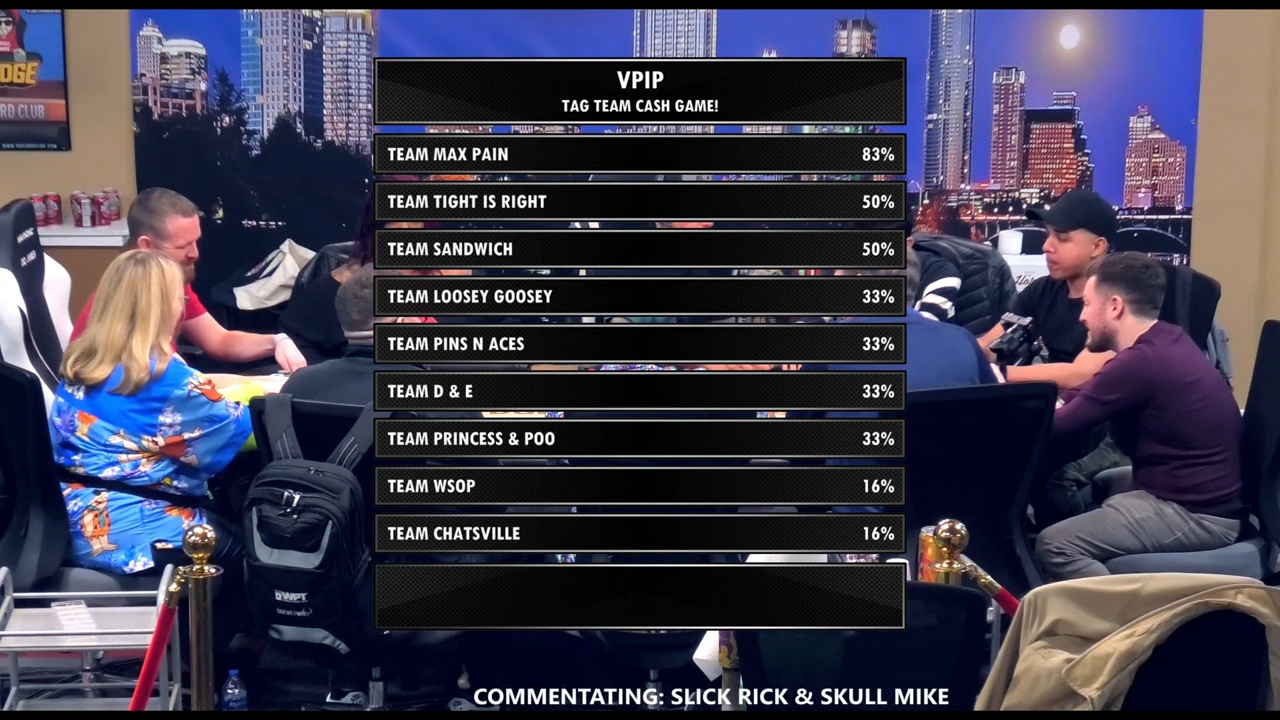 DGE
RD CLUB
VPIP
TAG TEAM CASH GAME!
TEAM MAX PAIN 83%
TEAM TIGHT IS RIGHT 50%
TEAM SANDWICH 50%
TEAM LOOSEY GOOSEY 33%
TEAM PINS N ACES 33%
TEAM D & E 33%
TEAM PRINCESS & POO 33%
TEAM WSOP 16%
TEAM CHATSVILLE 16%
WPT
COMMENTATING: SLICK RICK & SKULL MIKE